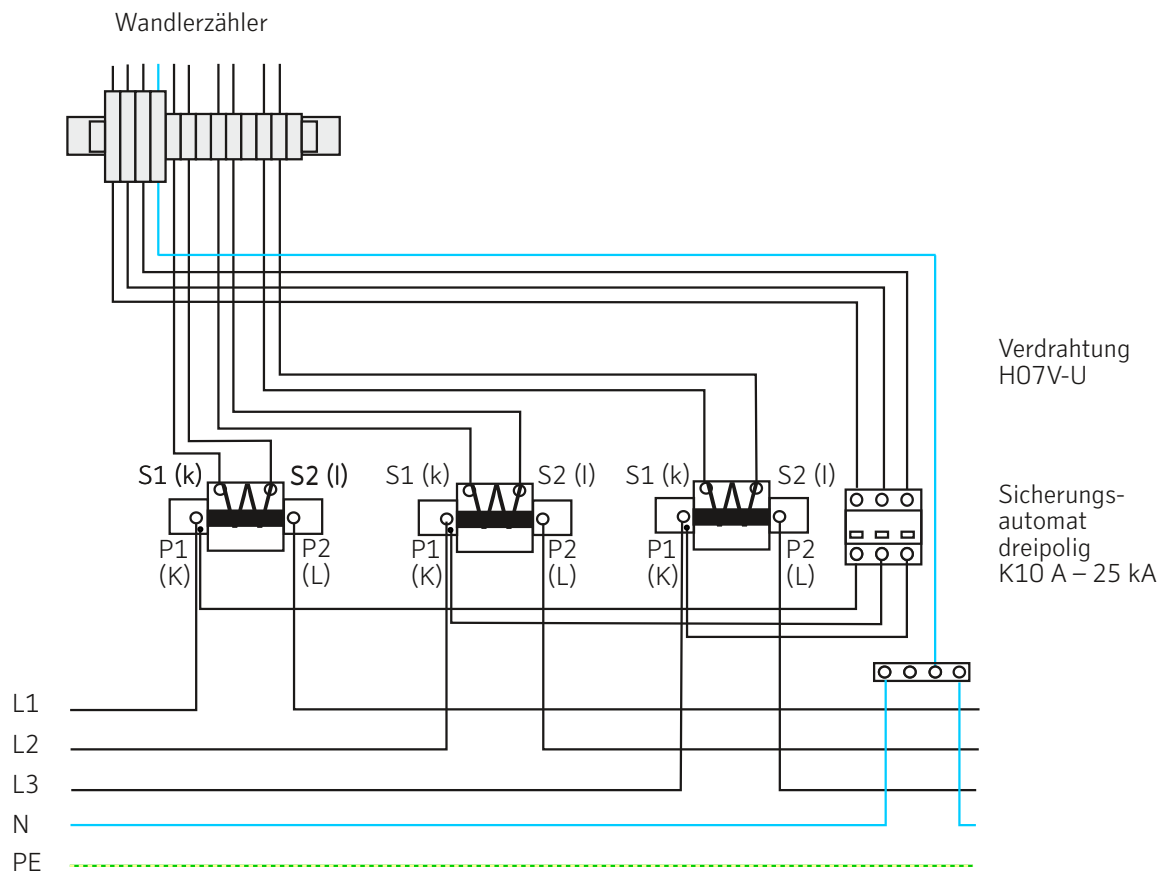 Wandlerzähler
Verdrahtung
H07V-U
S1 (k)
S2 (l)
S1 (k)
S2 (l)
S1 (k)
S2 (l)
Sicherungs-
automat
dreipolig
K10 A – 25 kA
P1
(K)
P2
(L)
P1
(K)
P2
(L)
P1
(K)
P2
(L)
L1
L2
L3
N
PE